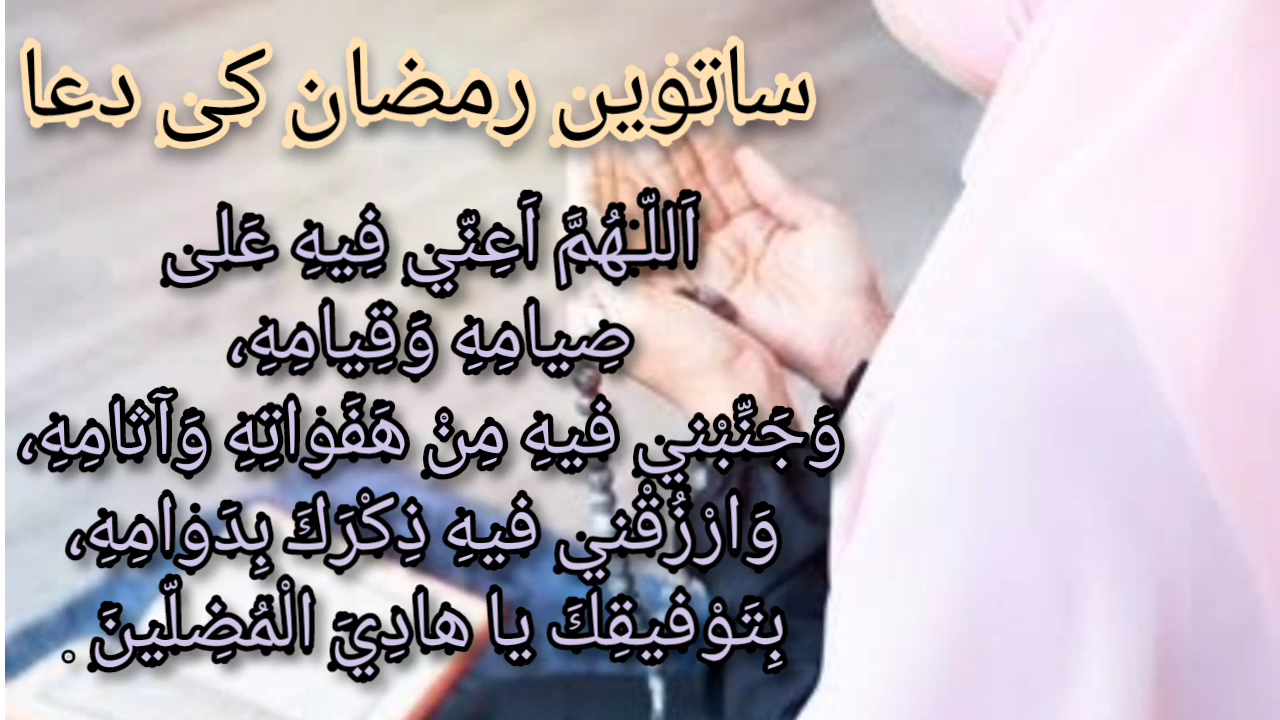 ساتویں رمضان کی دعا
اَللّـهُمَّ اَعِنّي فِيهِ عَلى
صِيامِهِ وَقِيامِهِ،
وَجَنِّبْني فيهِ مِنْ هَفَواتِهِ وَآثامِهِ،
وَارْزُقْني فيهِ ذِكْرَكَ بِدَوامِهِ،
بِتَوْفيقِكَ يا هادِيَ الْمُضِلّينَ .